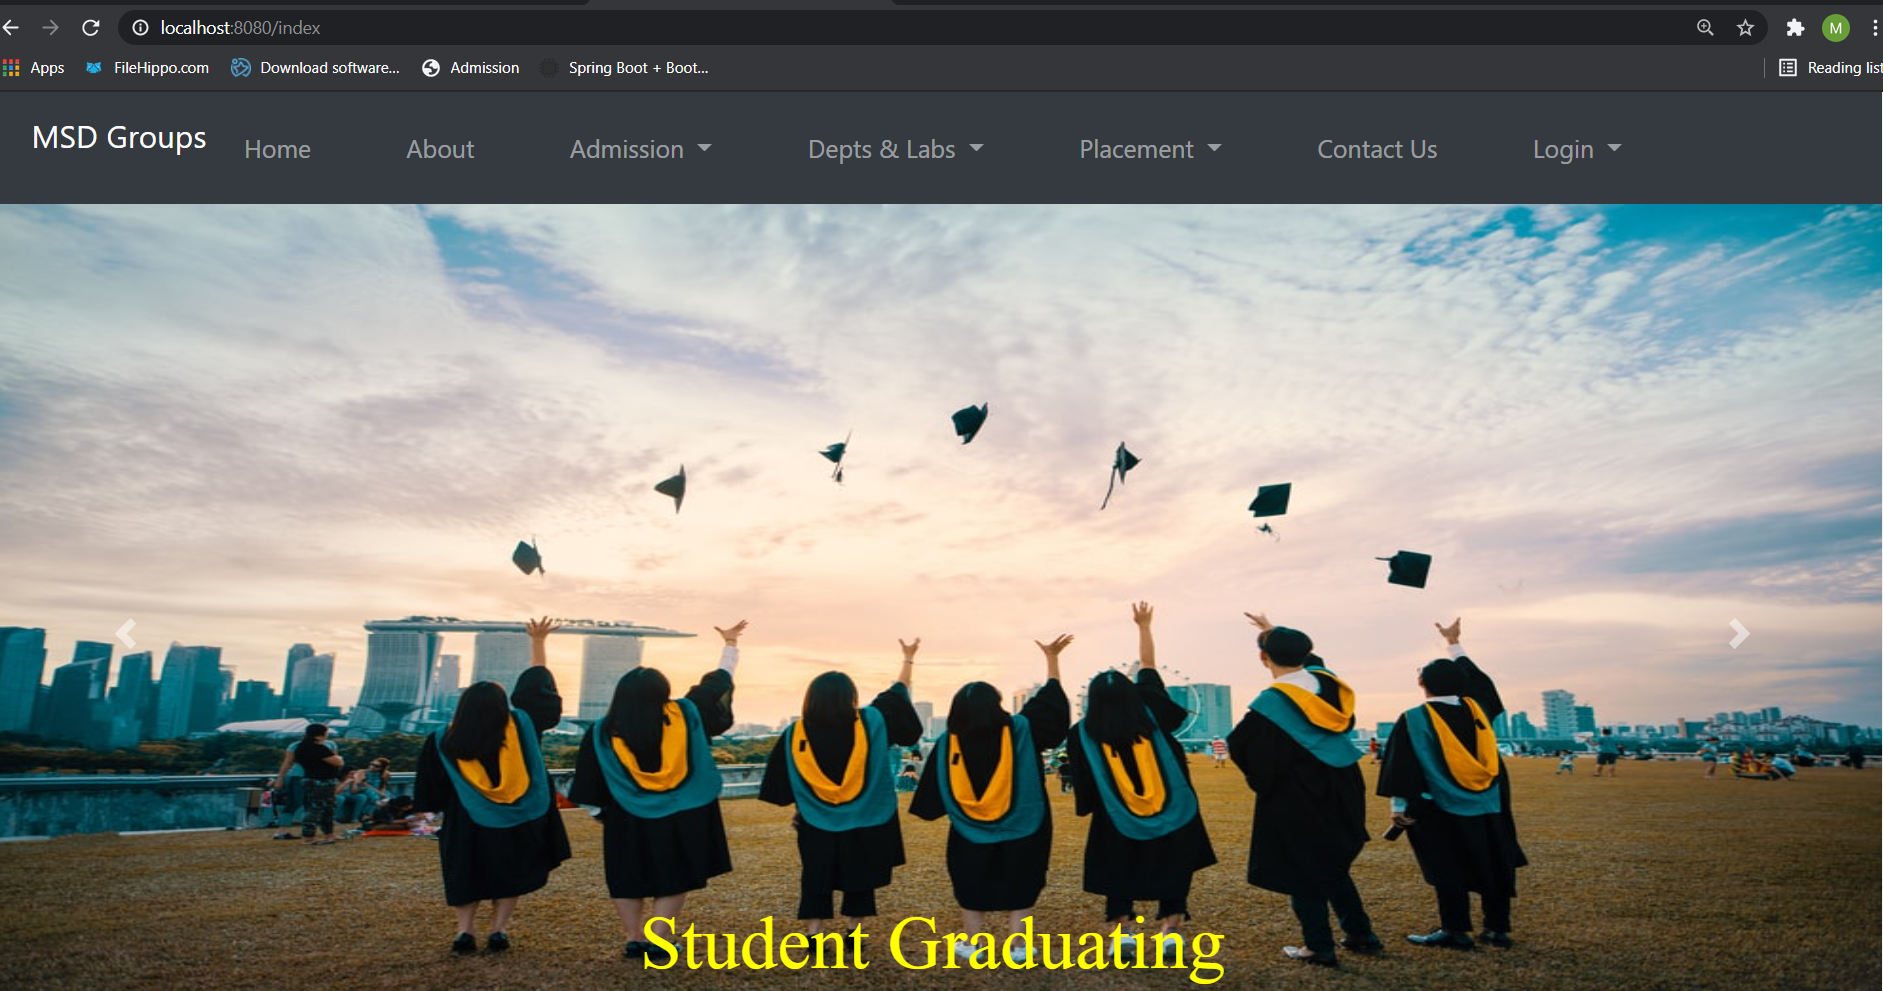 localhost:8080/index
M
Apps FileHippo.com Download software... Admission Spring Boot + Boot... Reading list
MSD Groups Home About Admission Depts & Labs Placement Contact Us Login
Student Graduating